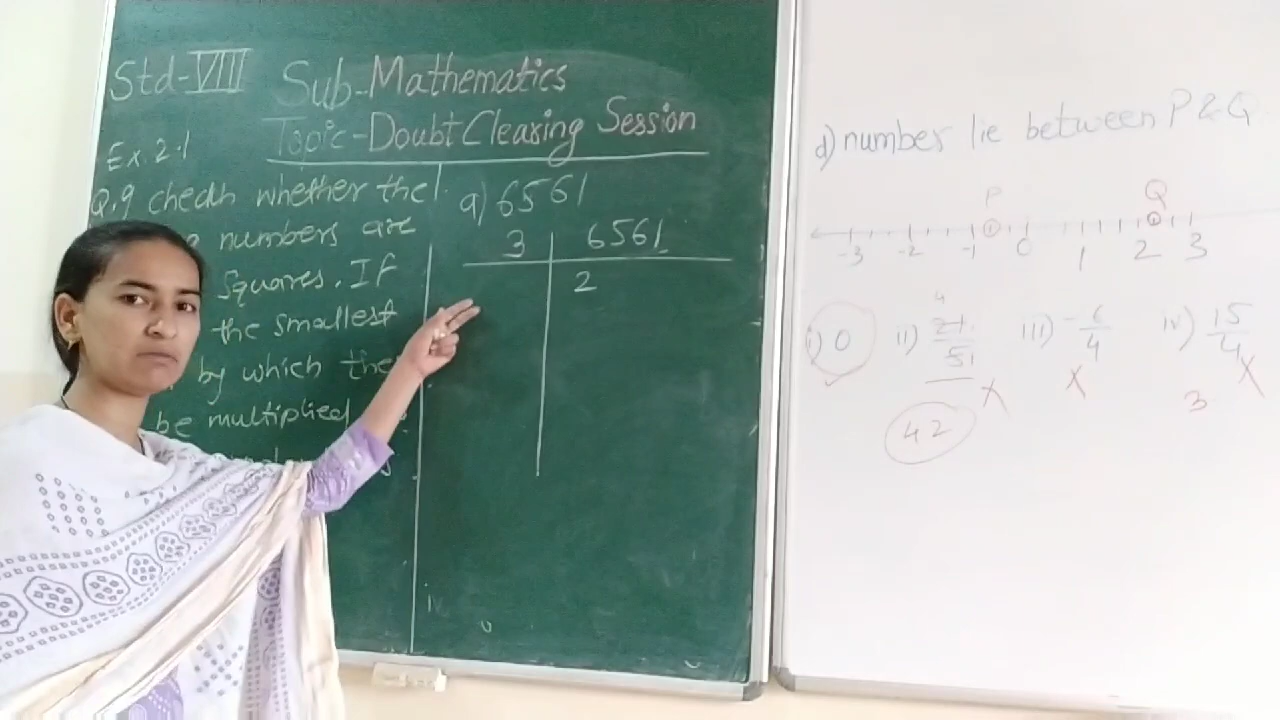 Std-VIII Sub-Mathematics
Topic-Doubt Clearing Session
Ex. 2.1
Q.9 check whether the
numbers are
squares. If
the smallest
by which the
be multiplied
a) 6561
3 6561
2
d) number lie between P & Q.
P Q
-3 -2 -1 0 1 2 3
i) 0 ii) 21/51 iii) -6/4 iv) 15/4
4
X X X
3
42